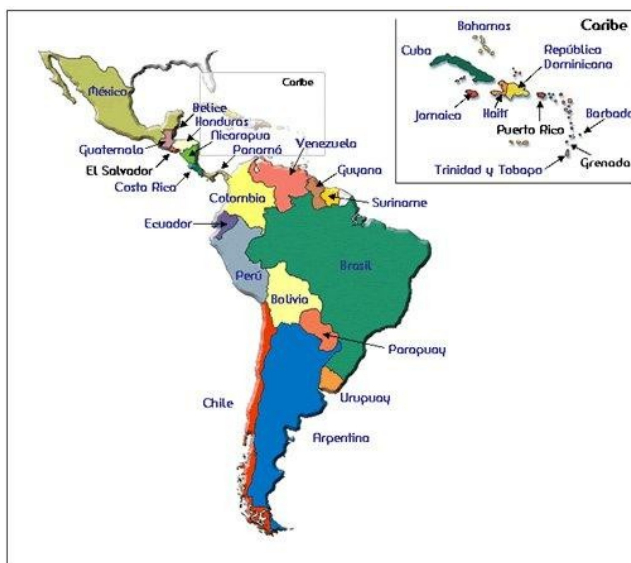 Caribe
Bahamas
Cuba
República
Dominicana
Jamaica
Haití
Puerto Rico
Barbados
Grenada
Trinidad y Tobago
México
Caribe
Belice
Honduras
Nicaragua
Guatemala
Panamá
Venezuela
El Salvador
Guyana
Costa Rica
Colombia
Suriname
Ecuador
Perú
Brasil
Bolivia
Paraguay
Uruguay
Chile
Argentina